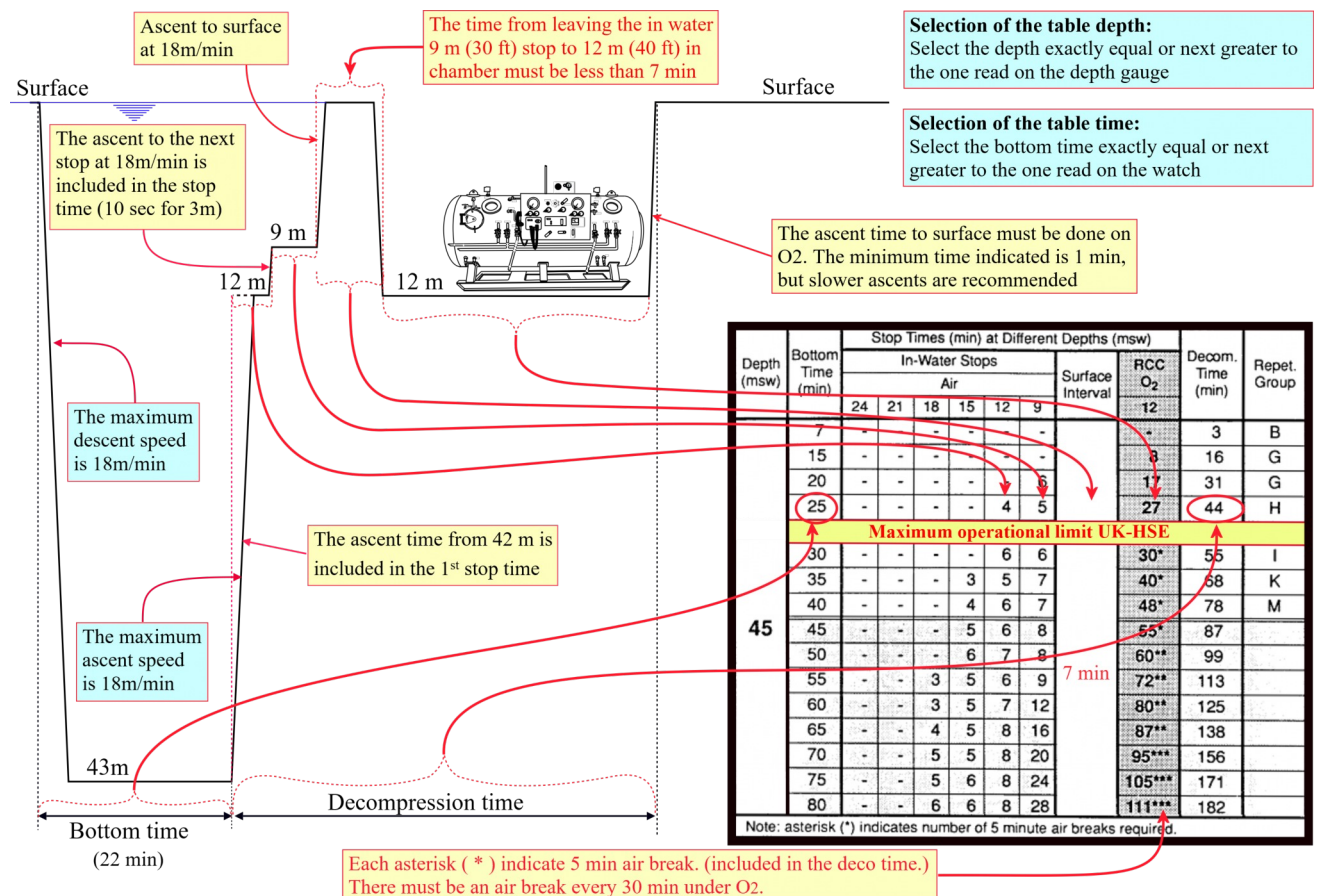 Ascent to surface
at 18m/min
The time from leaving the in water
9 m (30 ft) stop to 12 m (40 ft) in
chamber must be less than 7 min
Selection of the table depth:
Select the depth exactly equal or next greater to
the one read on the depth gauge
Surface
Surface
Selection of the table time:
Select the bottom time exactly equal or next
greater to the one read on the watch
The ascent to the next
stop at 18m/min is
included in the stop
time (10 sec for 3m)
9 m
12 m
12 m
The ascent time to surface must be done on
O2. The minimum time indicated is 1 min,
but slower ascents are recommended
The maximum
descent speed
is 18m/min
The ascent time from 42 m is
included in the 1st stop time
The maximum
ascent speed
is 18m/min
43m
Bottom time
(22 min)
Decompression time
Stop Times (min) at Different Depths (msw)
Depth (msw) Bottom Time (min) In-Water Stops Surface Interval RCC O2 Decom. Time (min) Repet. Group
Air
24 21 18 15 12 9 12
7 - - - - - - - 3 B
15 - - - - - - 8 16 G
20 - - - - - 6 17 31 G
25 - - - - 4 5 27 44 H
Maximum operational limit UK-HSE
30 - - - - 6 6 30* 55 I
35 - - - 3 5 7 40* 68 K
40 - - - 4 6 7 48* 78 M
45 45 - - - 5 6 8 55* 87
50 - - - 6 7 8 60** 99
7 min
55 - - 3 5 6 9 72** 113
60 - - 3 5 7 12 80** 125
65 - - 4 5 8 16 87** 138
70 - - 5 5 8 20 95*** 156
75 - - 5 6 8 24 105*** 171
80 - - 6 6 8 28 111*** 182
Note: asterisk (*) indicates number of 5 minute air breaks required.
Each asterisk ( * ) indicate 5 min air break. (included in the deco time.)
There must be an air break every 30 min under O2.